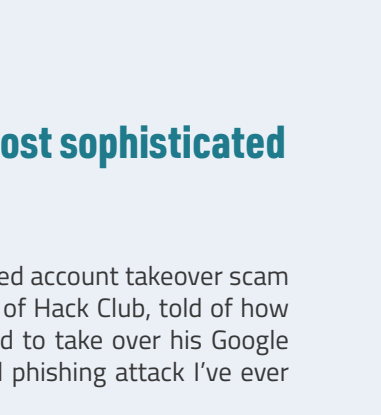 ost sophisticated
ed account takeover scam
of Hack Club, told of how
d to take over his Google
l phishing attack I've ever